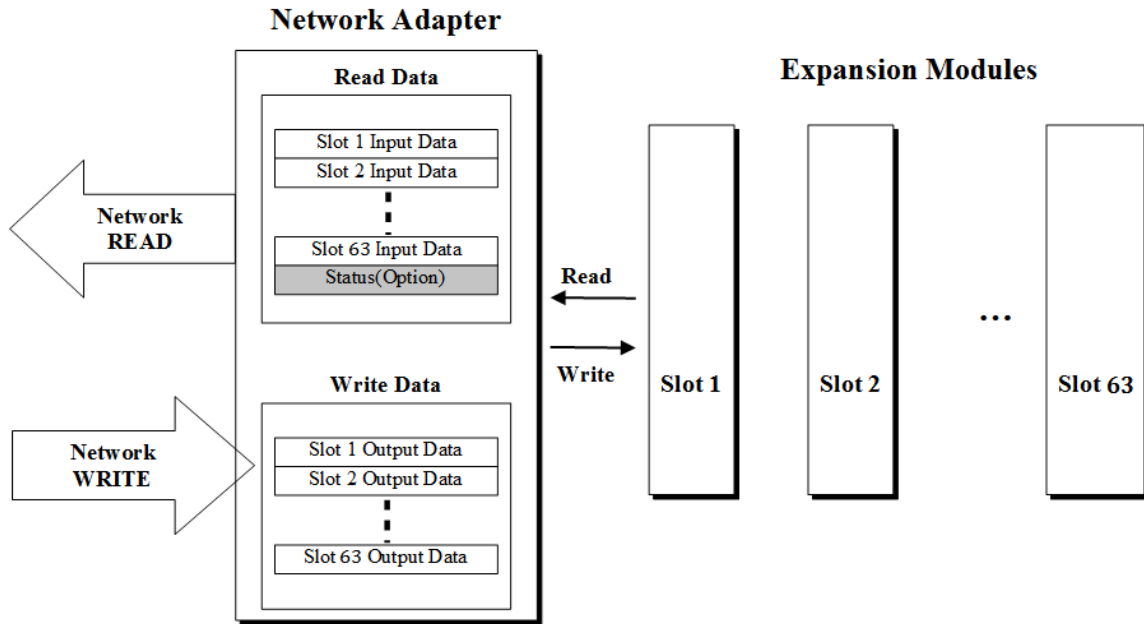 Network Adapter
Read Data
Slot 1 Input Data
Slot 2 Input Data
Slot 63 Input Data
Status(Option)
Network
READ
Write Data
Slot 1 Output Data
Slot 2 Output Data
Slot 63 Output Data
Network
WRITE
Read
Write
Expansion Modules
Slot 1
Slot 2
...
Slot 63